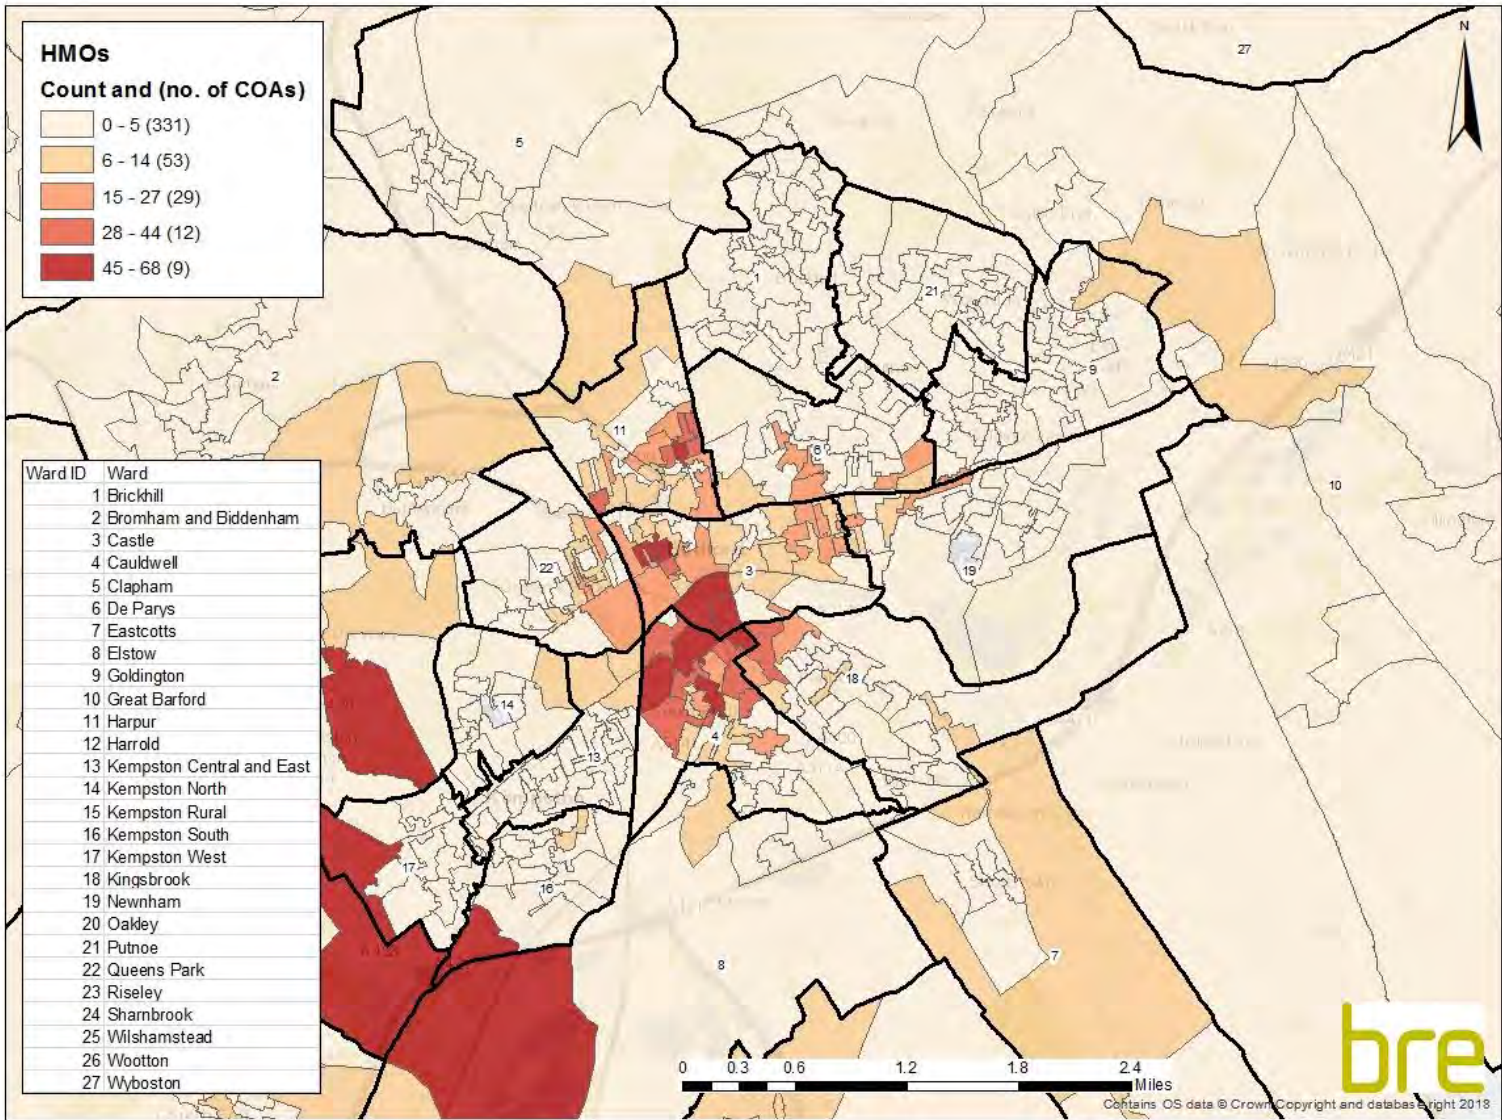 HMOs
Count and (no. of COAs)
0 - 5 (331)
6 - 14 (53)
15 - 27 (29)
28 - 44 (12)
45 - 68 (9)
N
27
5
1
21
9
2
11
6
10
22
3
19
14
18
4
13
17
16
8
7
Ward ID Ward
1 Brickhill
2 Bromham and Biddenham
3 Castle
4 Cauldwell
5 Clapham
6 De Parys
7 Eastcotts
8 Elstow
9 Goldington
10 Great Barford
11 Harpur
12 Harrold
13 Kempston Central and East
14 Kempston North
15 Kempston Rural
16 Kempston South
17 Kempston West
18 Kingsbrook
19 Newnham
20 Oakley
21 Putnoe
22 Queens Park
23 Riseley
24 Sharnbrook
25 Wilshamstead
26 Wootton
27 Wyboston
0 0.3 0.6 1.2 1.8 2.4
Miles
bre
Contains OS data © Crown Copyright and database right 2018